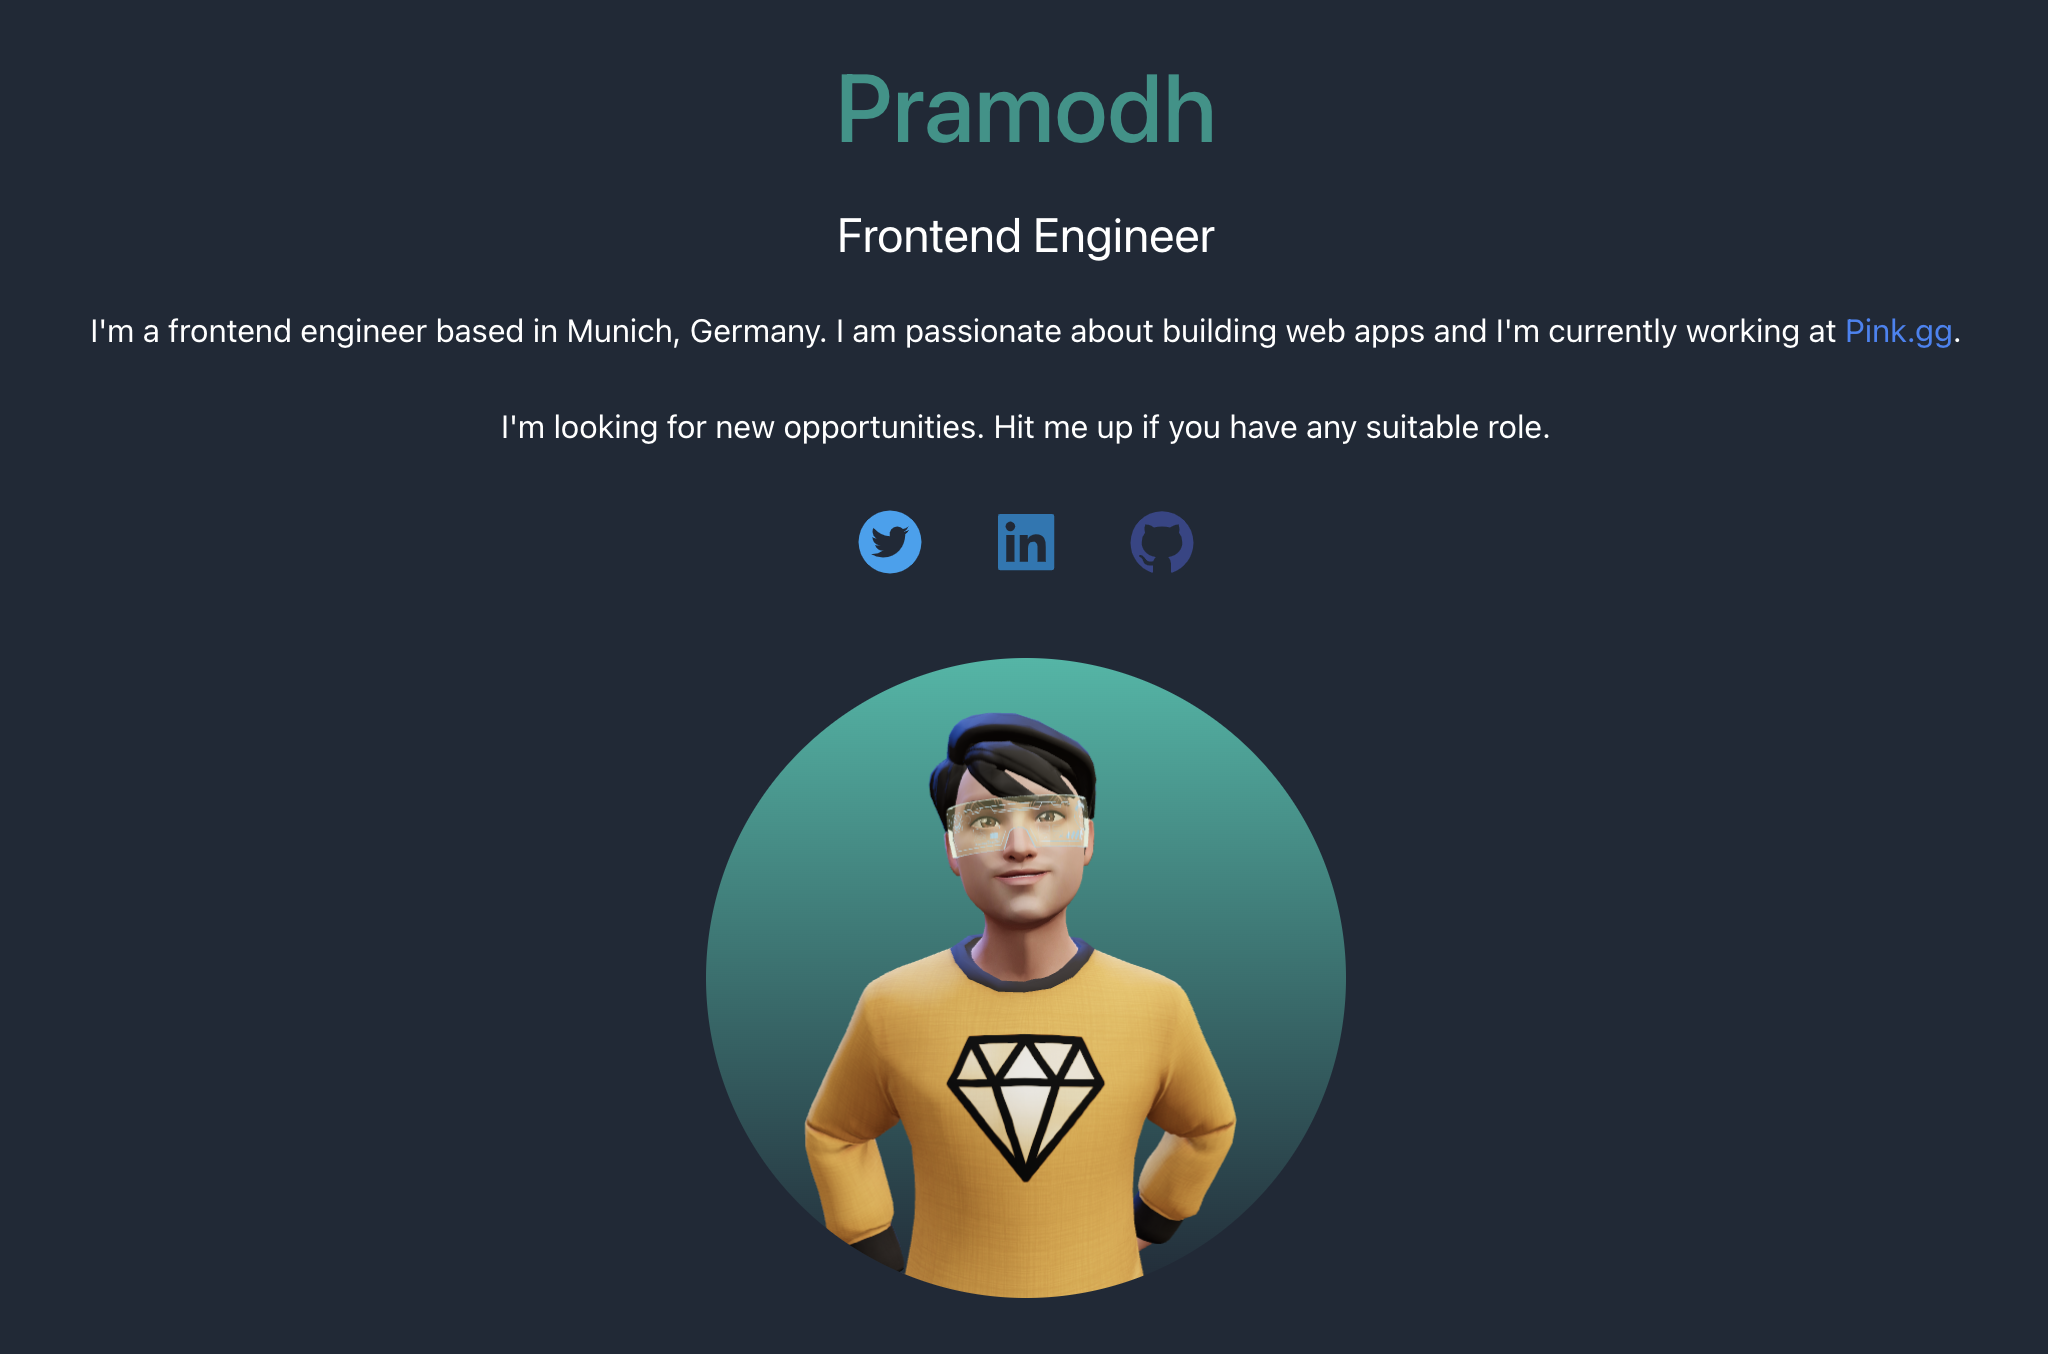 Pramodh
Frontend Engineer
I'm a frontend engineer based in Munich, Germany. I am passionate about building web apps and I'm currently working at Pink.gg.
I'm looking for new opportunities. Hit me up if you have any suitable role.
in